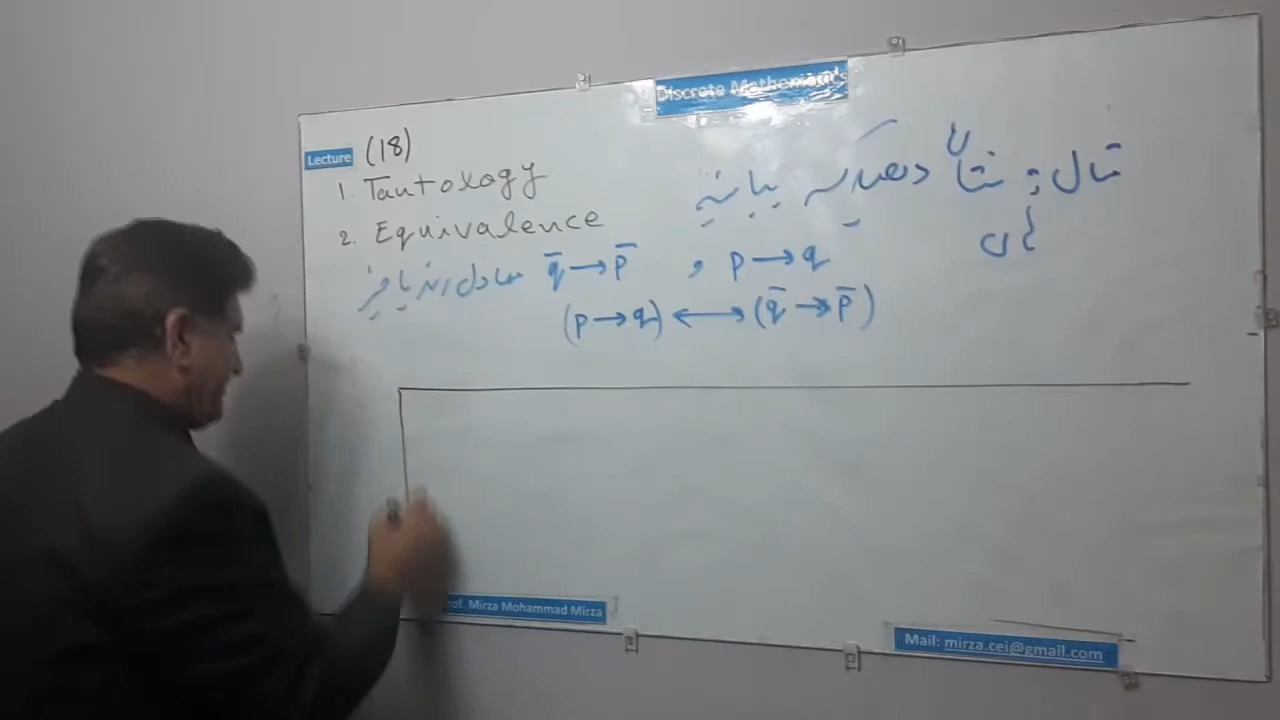 Discrete Mathematics
Lecture (18)
1. Tautology
2. Equivalence
مثال: نشان دهید که بیانیه
های
p → q و q̄ → p̄ معادل اند یا خیر
(p → q) ⟷ (q̄ → p̄)
Prof. Mirza Mohammad Mirza
Mail: mirza.cei@gmail.com